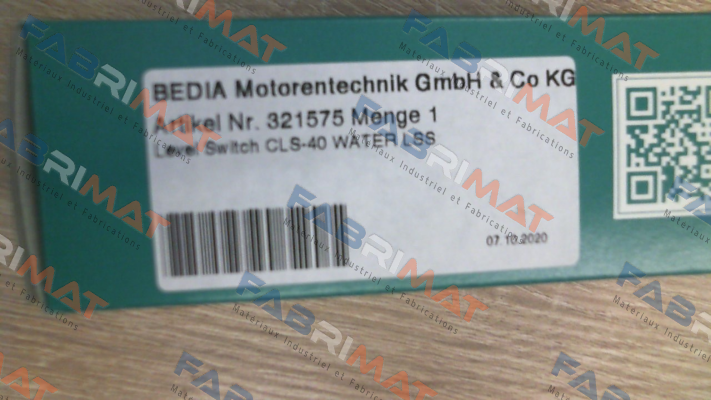 BEDIA Motorentechnik GmbH & Co KG
Artikel Nr. 321575 Menge 1
Level Switch CLS-40 WATER LSS
07.10.2020
FABRIMAT
Materiaux Industriel et Fabrications